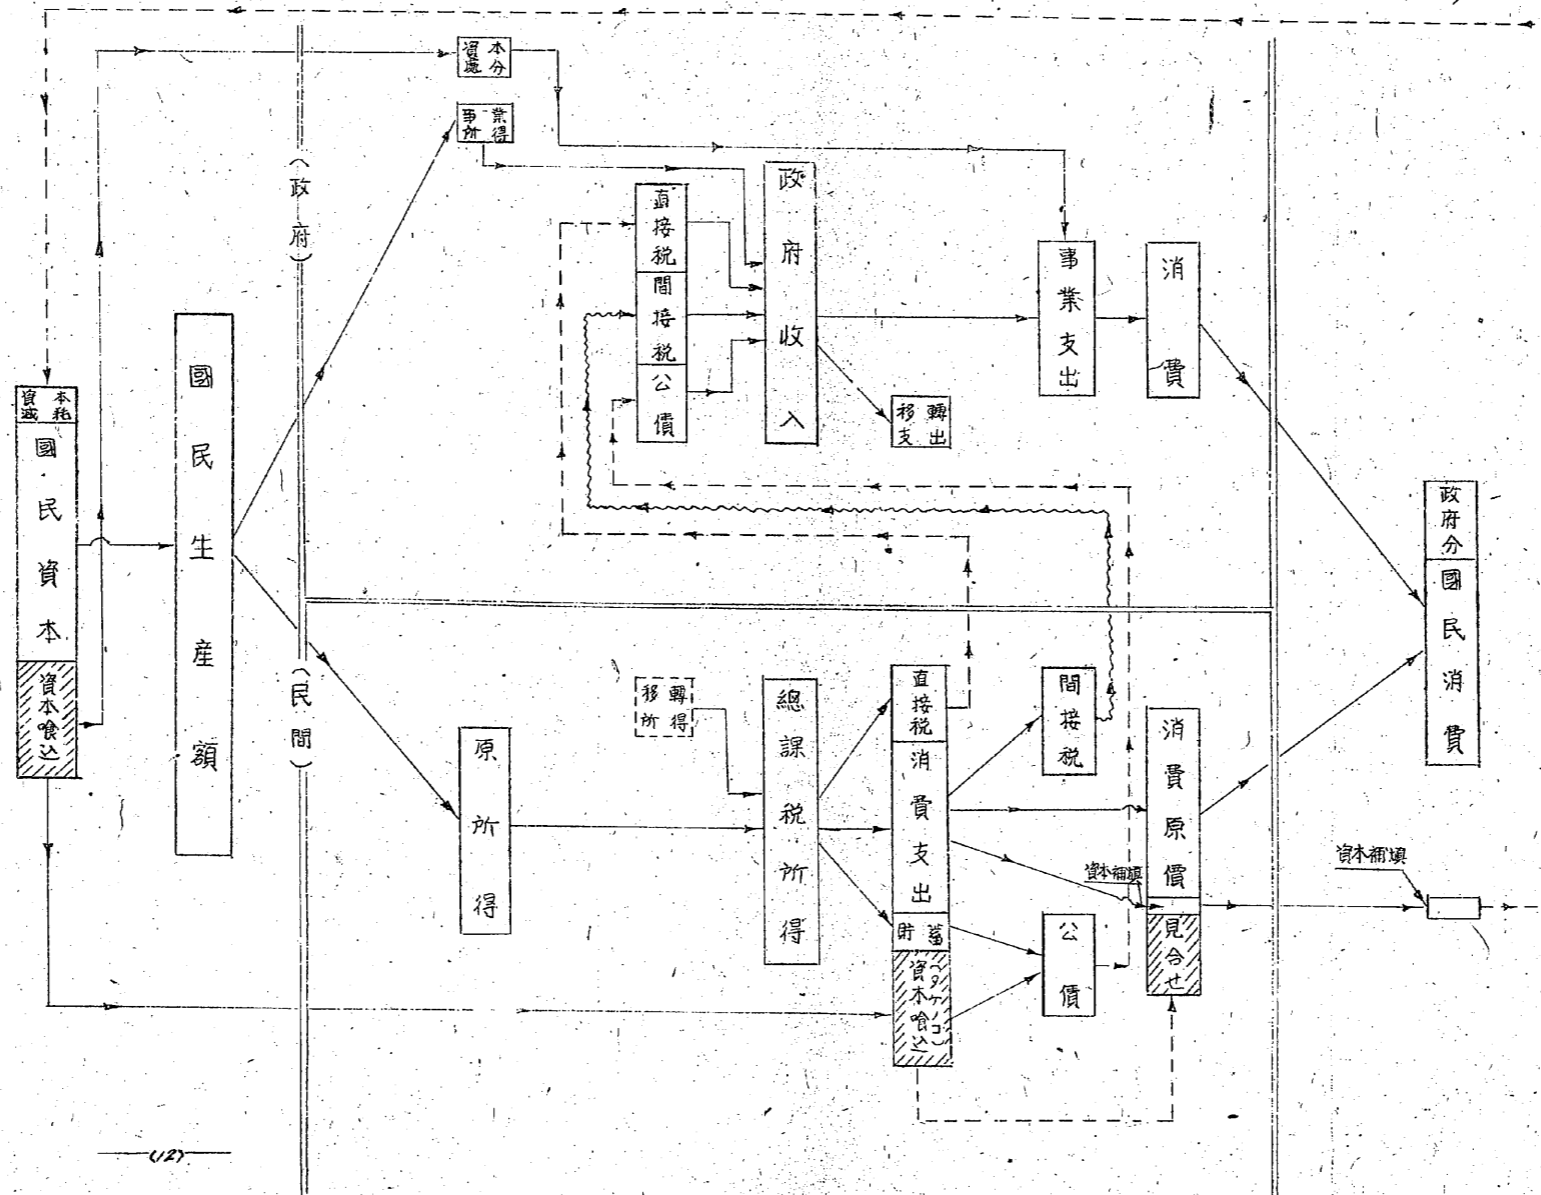 資本減耗
國民資本
資本喰込
國民生産額
(政府)
(民間)
資本處分
事業所得
直接税
間接税
公債
政府收入
移轉支出
事業支出
消費
原所得
移轉所得
總課税所得
直接税
消費支出
貯蓄
資本喰込
(タケノコ)
間接税
公債
消費原價
資本補塡
見合せ
政府分
國民消費
資本補塡
(12)